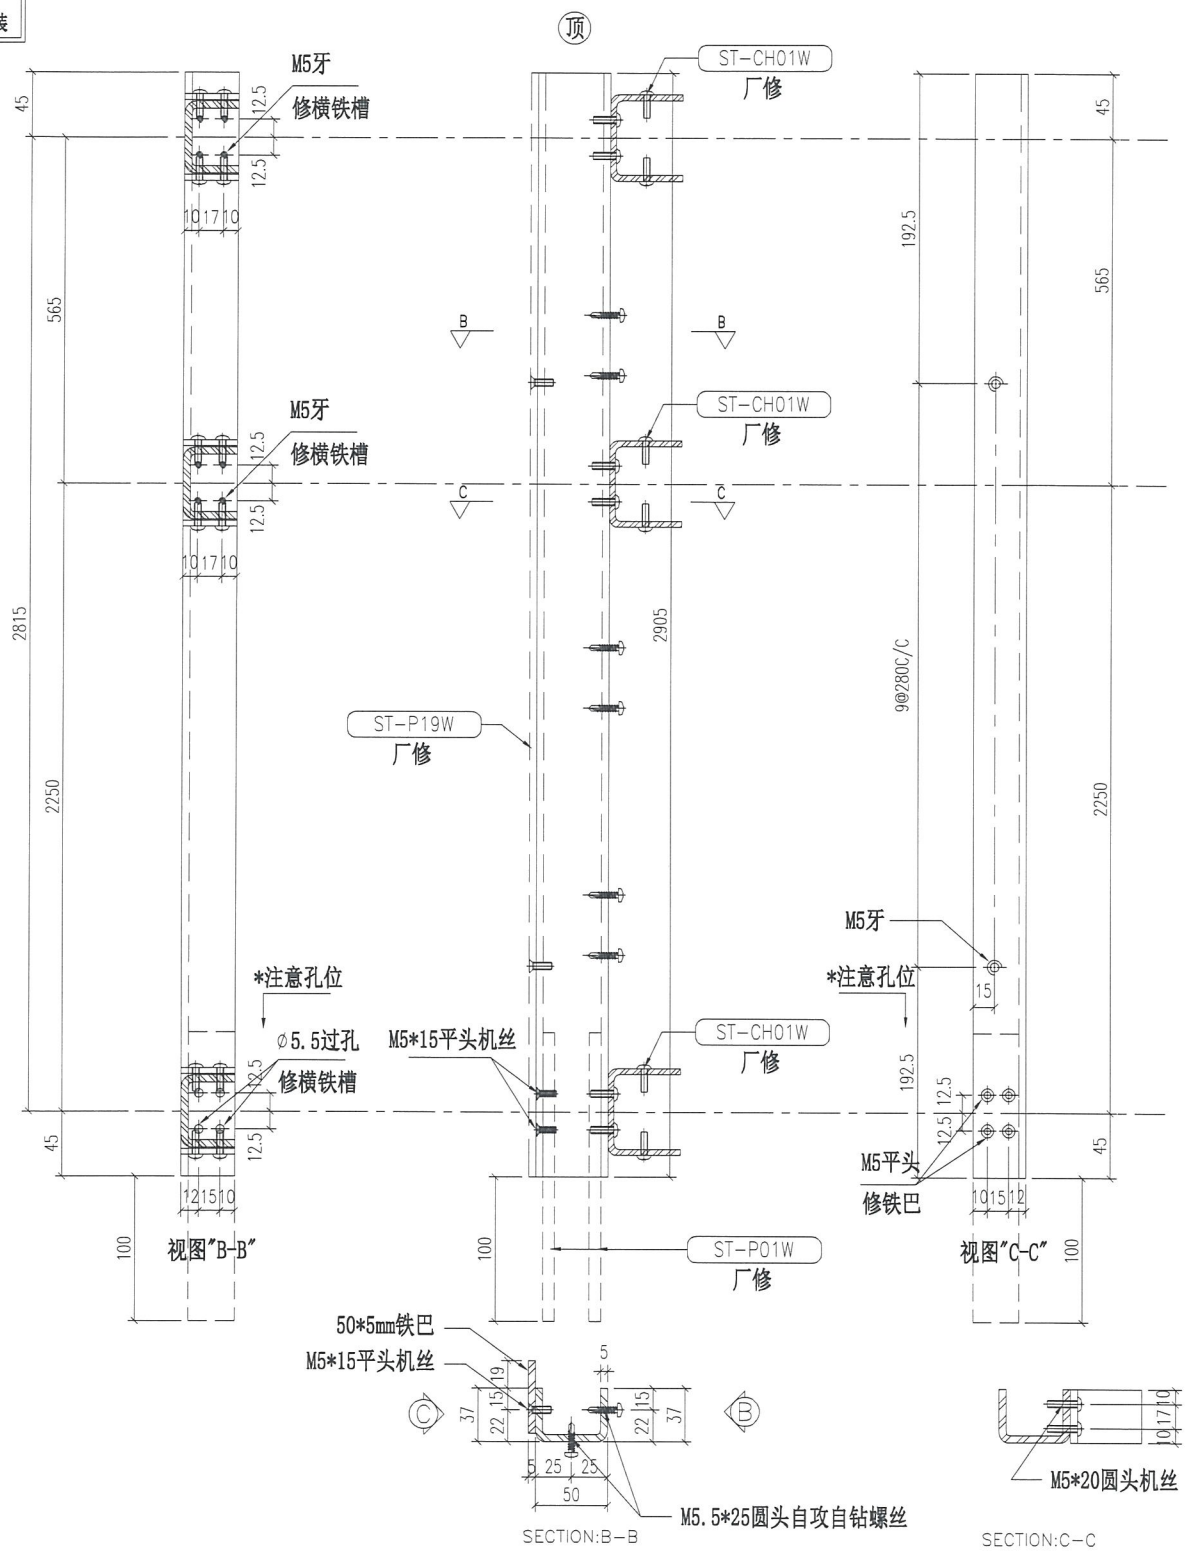 装
顶
ST-CH01W
厂修
M5牙
修横铁槽
45
12.5
12.5
10 17 10
45
192.5
565
565
B
B
M5牙
修横铁槽
ST-CH01W
厂修
12.5
12.5
C
C
10 17 10
2815
2905
9@280C/C
ST-P19W
厂修
2250
2250
M5牙
*注意孔位
15
*注意孔位
Ø5.5过孔
修横铁槽
M5*15平头机丝
ST-CH01W
厂修
12.5
12.5
192.5
12.5
12.5
45
45
M5平头
修铁巴
12 15 10
10 15 12
100
视图"B-B"
100
ST-P01W
厂修
视图"C-C"
100
50*5mm铁巴
M5*15平头机丝
19
15
37
22
5
15
22
37
C
B
5 25 25
50
M5.5*25圆头自攻自钻螺丝
SECTION:B-B
10
17
10
M5*20圆头机丝
SECTION:C-C